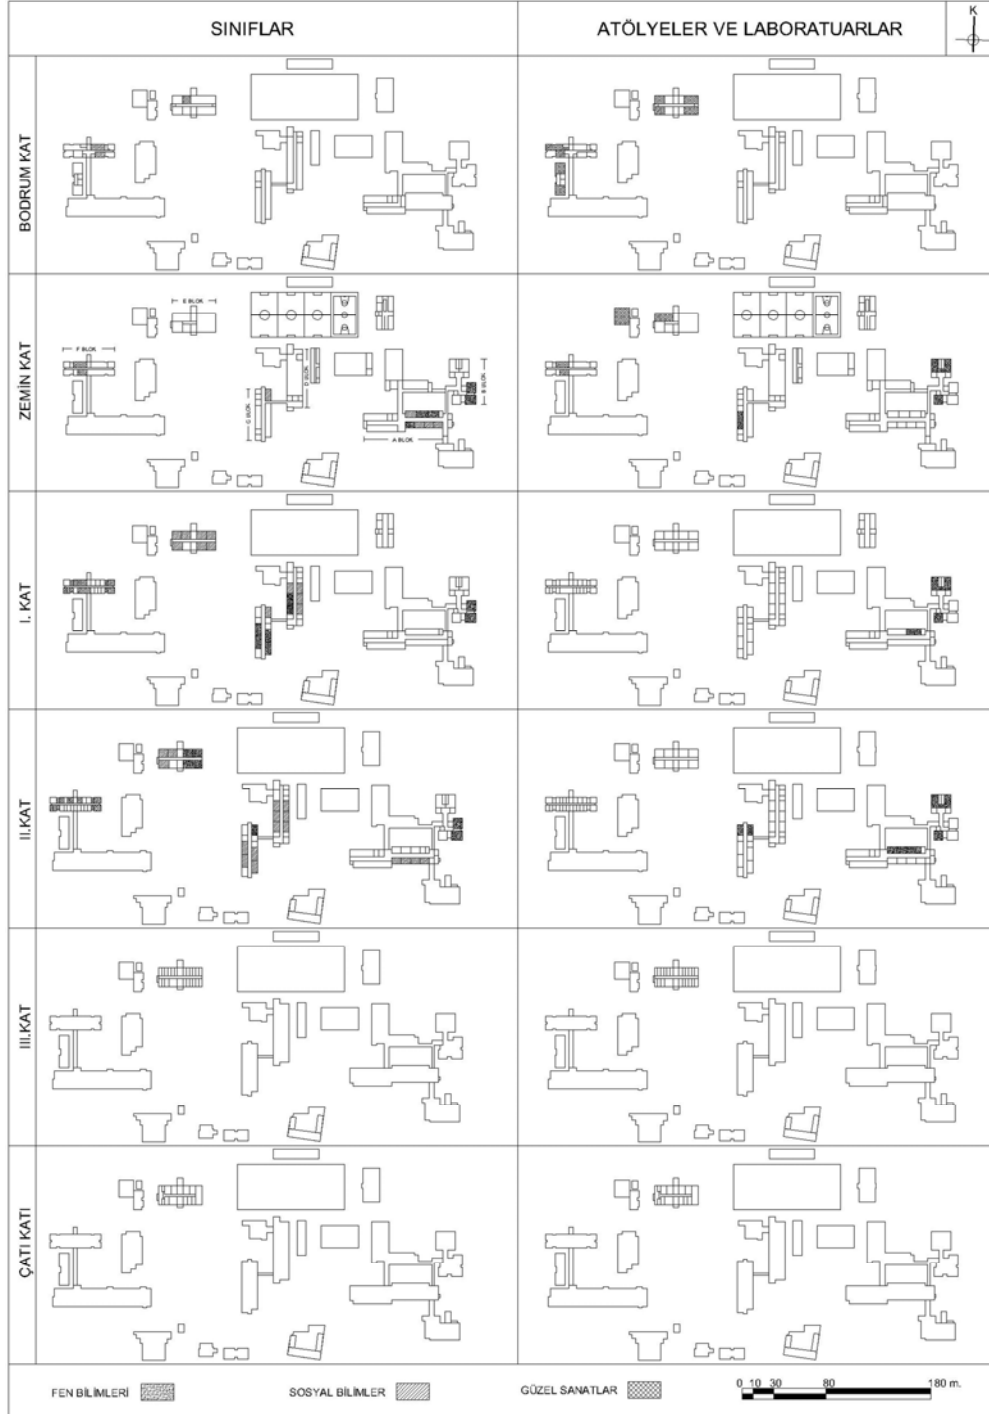 SINIFLAR
ATÖLYELER VE LABORATUARLAR
K
BODRUM KAT
ZEMİN KAT
E BLOK
F BLOK
D BLOK
G BLOK
B BLOK
A BLOK
I. KAT
II.KAT
III.KAT
ÇATI KATI
FEN BİLİMLERİ
SOSYAL BİLİMLER
GÜZEL SANATLAR
0 10 30 80 180 m.